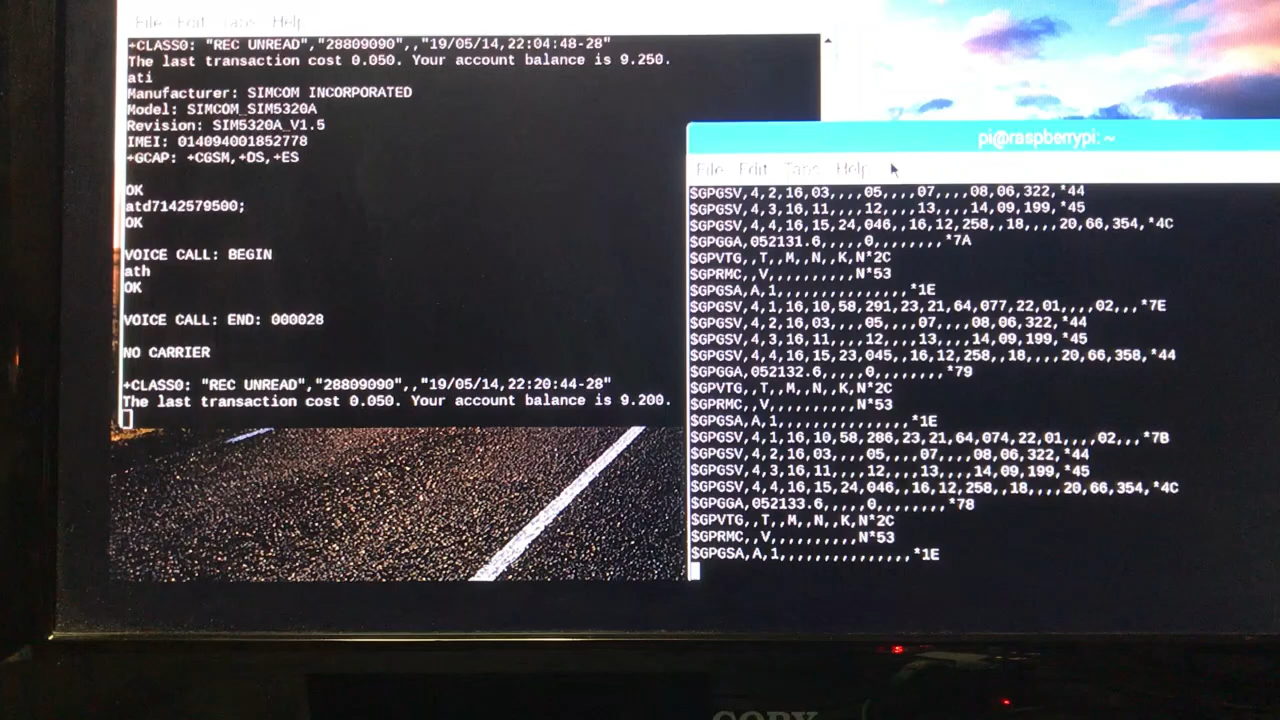 File Edit Tabs Help
+CLASS0: "REC UNREAD","28809090",,"19/05/14,22:04:48-28"
The last transaction cost 0.050. Your account balance is 9.250.
ati
Manufacturer: SIMCOM INCORPORATED
Model: SIMCOM_SIM5320A
Revision: SIM5320A_V1.5
IMEI: 014094001852778
+GCAP: +CGSM,+DS,+ES
OK
atd7142579500;
OK
VOICE CALL: BEGIN
ath
OK
VOICE CALL: END: 000028
NO CARRIER
+CLASS0: "REC UNREAD","28809090",,"19/05/14,22:20:44-28"
The last transaction cost 0.050. Your account balance is 9.200.
pi@raspberrypi: ~
File Edit Tabs Help
$GPGSV,4,2,16,03,,,,05,,,,07,,,,08,06,322,*44
$GPGSV,4,3,16,11,,,,12,,,,13,,,,14,09,199,*45
$GPGSV,4,4,16,15,24,046,,16,12,258,,18,,,,20,66,354,*4C
$GPGGA,052131.6,,,,,0,,,,,,,,*7A
$GPVTG,,T,,M,,N,,K,N*2C
$GPRMC,,V,,,,,,,,,,N*53
$GPGSA,A,1,,,,,,,,,,,,,,,*1E
$GPGSV,4,1,16,10,58,291,23,21,64,077,22,01,,,,02,,,*7E
$GPGSV,4,2,16,03,,,,05,,,,07,,,,08,06,322,*44
$GPGSV,4,3,16,11,,,,12,,,,13,,,,14,09,199,*45
$GPGSV,4,4,16,15,23,045,,16,12,258,,18,,,,20,66,358,*44
$GPGGA,052132.6,,,,,0,,,,,,,,*79
$GPVTG,,T,,M,,N,,K,N*2C
$GPRMC,,V,,,,,,,,,,N*53
$GPGSA,A,1,,,,,,,,,,,,,,,*1E
$GPGSV,4,1,16,10,58,286,23,21,64,074,22,01,,,,02,,,*7B
$GPGSV,4,2,16,03,,,,05,,,,07,,,,08,06,322,*44
$GPGSV,4,3,16,11,,,,12,,,,13,,,,14,09,199,*45
$GPGSV,4,4,16,15,24,046,,16,12,258,,18,,,,20,66,354,*4C
$GPGGA,052133.6,,,,,0,,,,,,,,*78
$GPVTG,,T,,M,,N,,K,N*2C
$GPRMC,,V,,,,,,,,,,N*53
$GPGSA,A,1,,,,,,,,,,,,,,,*1E